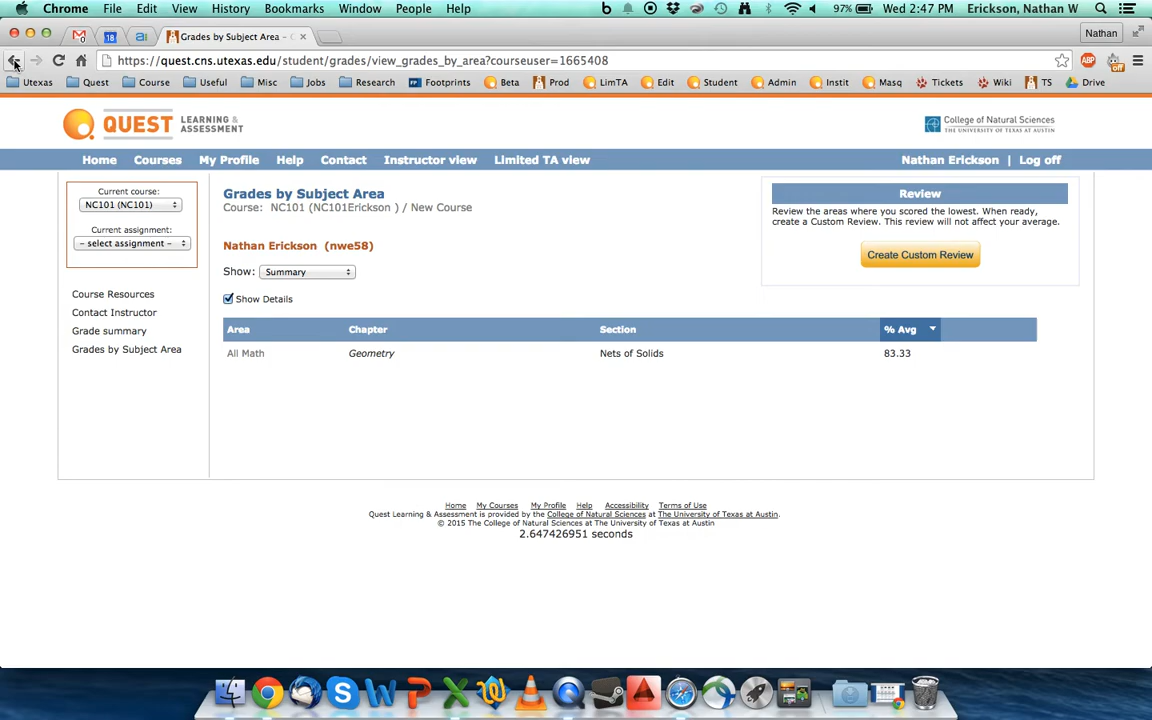 Chrome File Edit View History Bookmarks Window People Help 97% Wed 2:47 PM Erickson, Nathan W
Grades by Subject Area - Nathan
https://quest.cns.utexas.edu/student/grades/view_grades_by_area?courseuser=1665408
Utexas Quest Course Useful Misc Jobs Research Footprints Beta Prod LimTA Edit Student Admin Instit Masq Tickets Wiki TS Drive
QUEST LEARNING & ASSESSMENT
College of Natural Sciences
THE UNIVERSITY OF TEXAS AT AUSTIN
Home Courses My Profile Help Contact Instructor view Limited TA view Nathan Erickson | Log off
Current course:
NC101 (NC101)
Current assignment:
- select assignment -
Course Resources
Contact Instructor
Grade summary
Grades by Subject Area
Grades by Subject Area
Course: NC101 (NC101Erickson ) / New Course
Nathan Erickson (nwe58)
Show: Summary
Show Details
Review
Review the areas where you scored the lowest. When ready,
create a Custom Review. This review will not affect your average.
Create Custom Review
Area Chapter Section % Avg
All Math Geometry Nets of Solids 83.33
Home My Courses My Profile Help Accessibility Terms of Use
Quest Learning & Assessment is provided by the College of Natural Sciences at The University of Texas at Austin.
© 2015 The College of Natural Sciences at The University of Texas at Austin
2.647426951 seconds